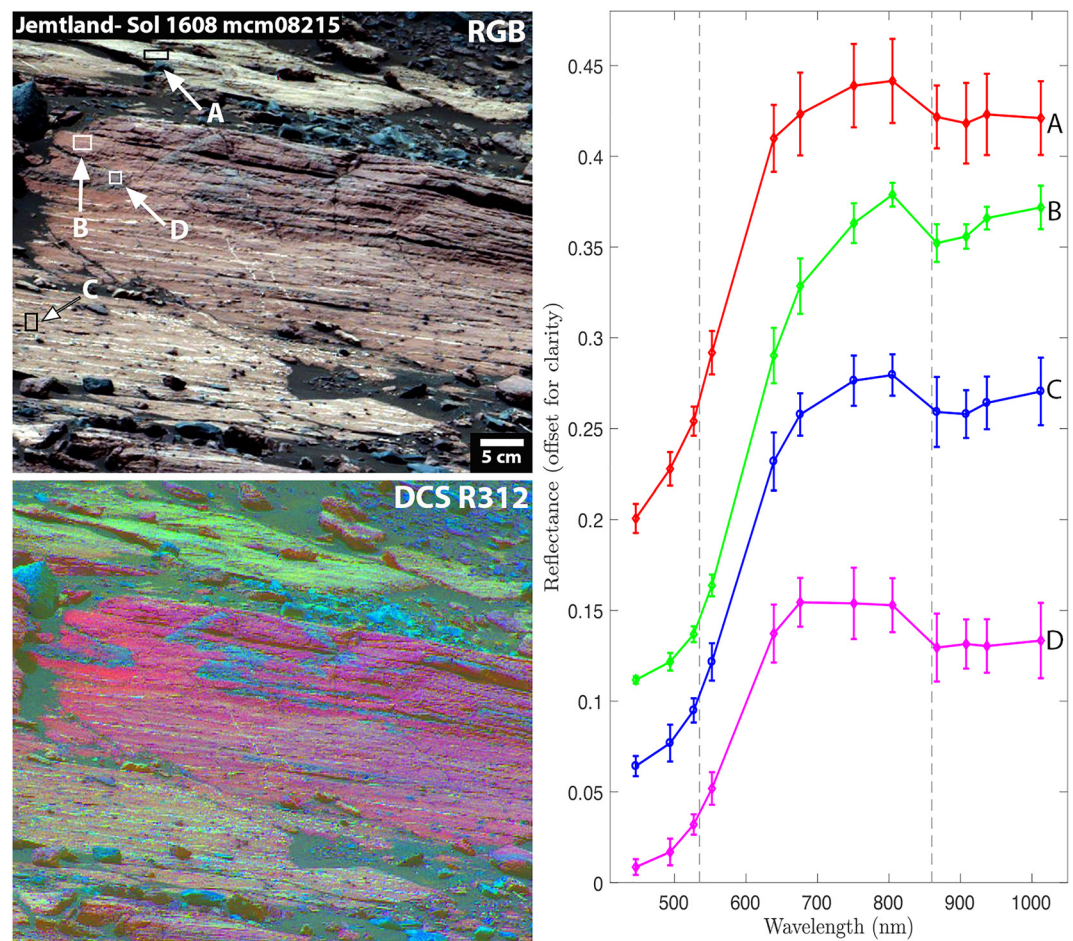 Jemtland- Sol 1608 mcm08215
RGB
A
B
D
C
5 cm
DCS R312
Reflectance (offset for clarity)
0.45
0.4
0.35
0.3
0.25
0.2
0.15
0.1
0.05
0
A
B
C
D
500 600 700 800 900 1000
Wavelength (nm)